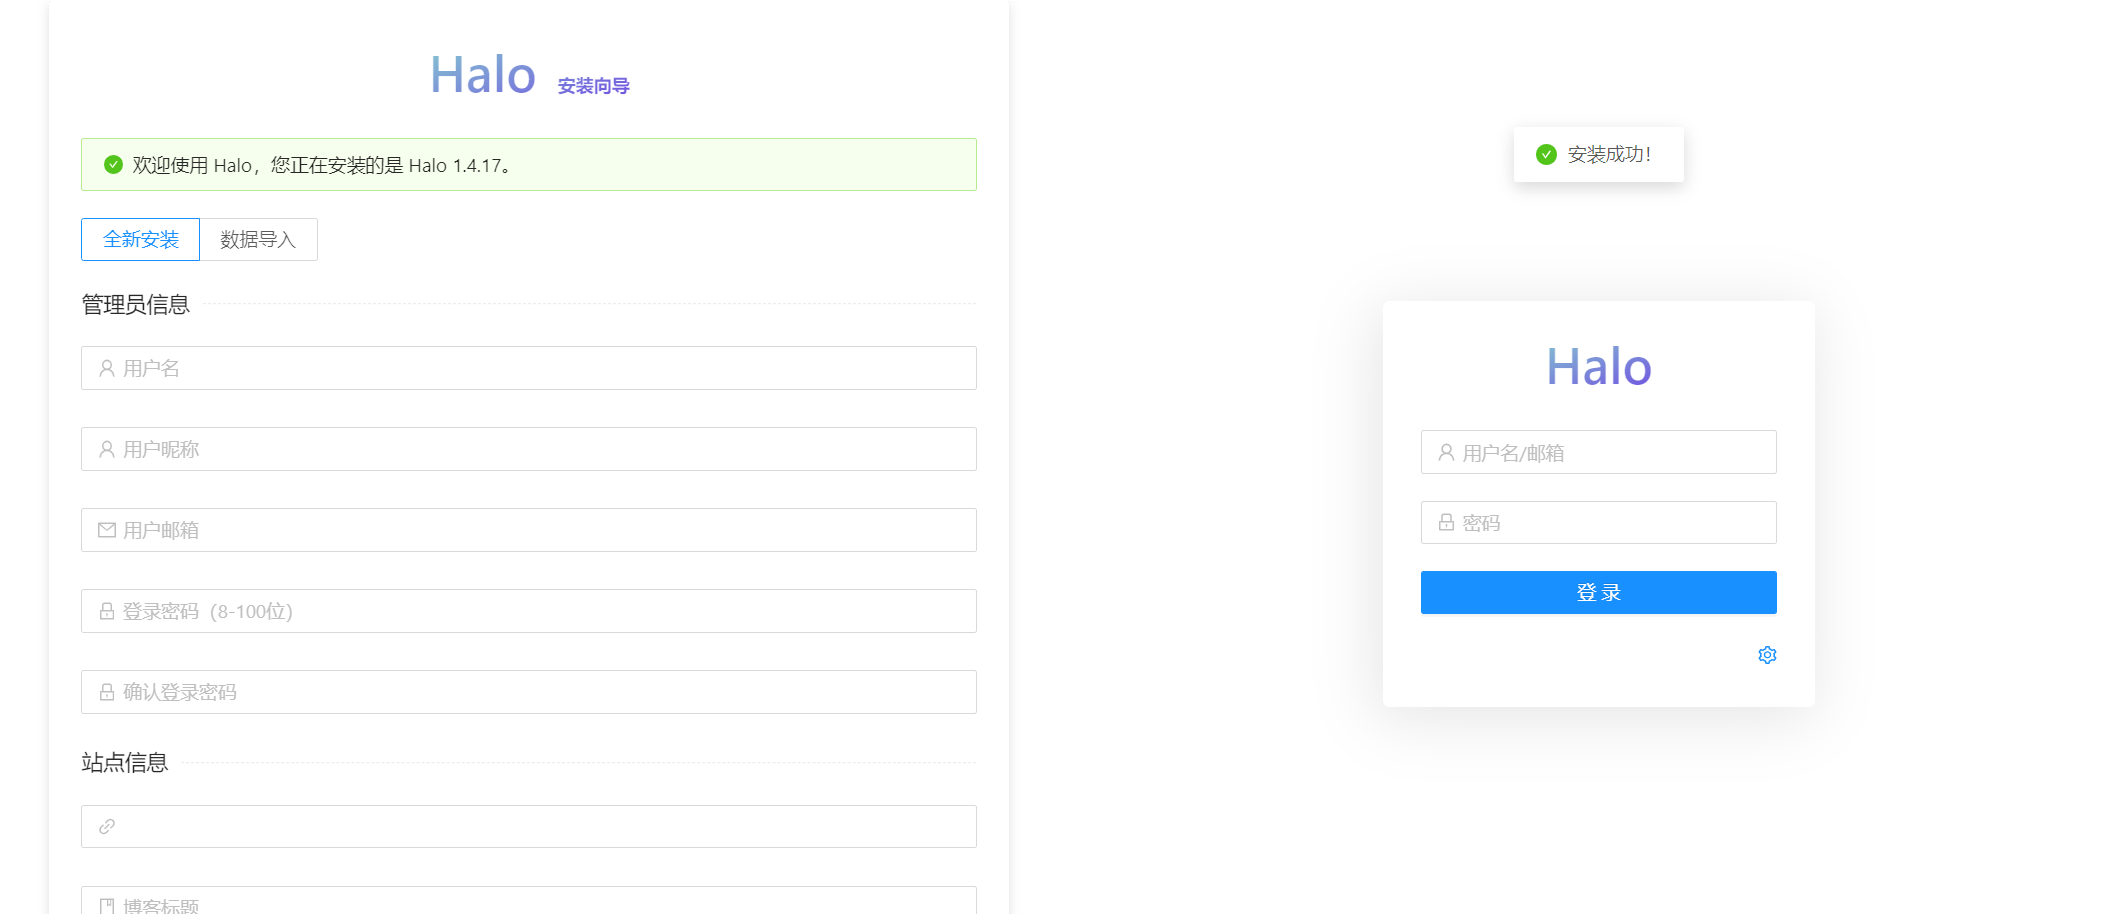 Halo 安装向导
欢迎使用 Halo，您正在安装的是 Halo 1.4.17。
全新安装 数据导入
管理员信息
用户名
用户昵称
用户邮箱
登录密码（8-100位）
确认登录密码
站点信息
博客标题
安装成功！
Halo
用户名/邮箱
密码
登 录